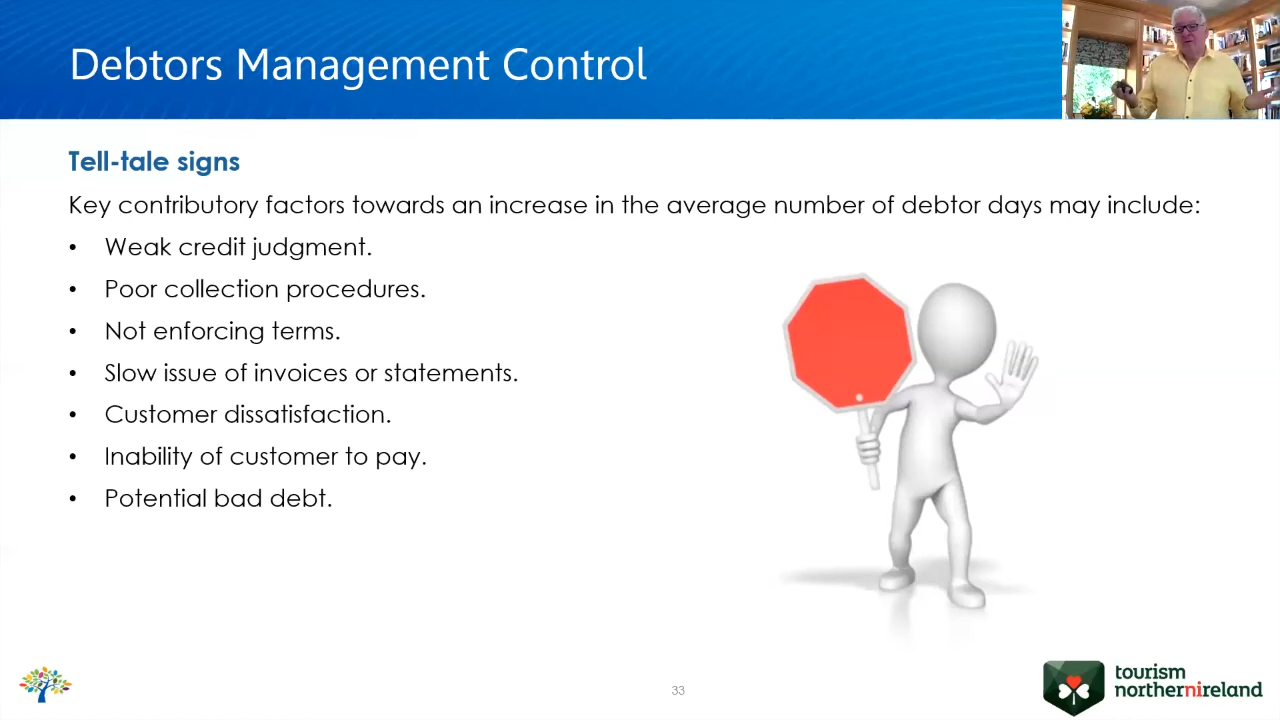 Debtors Management Control
Tell-tale signs
Key contributory factors towards an increase in the average number of debtor days may include:
• Weak credit judgment.
• Poor collection procedures.
• Not enforcing terms.
• Slow issue of invoices or statements.
• Customer dissatisfaction.
• Inability of customer to pay.
• Potential bad debt.
33
tourism
northernireland